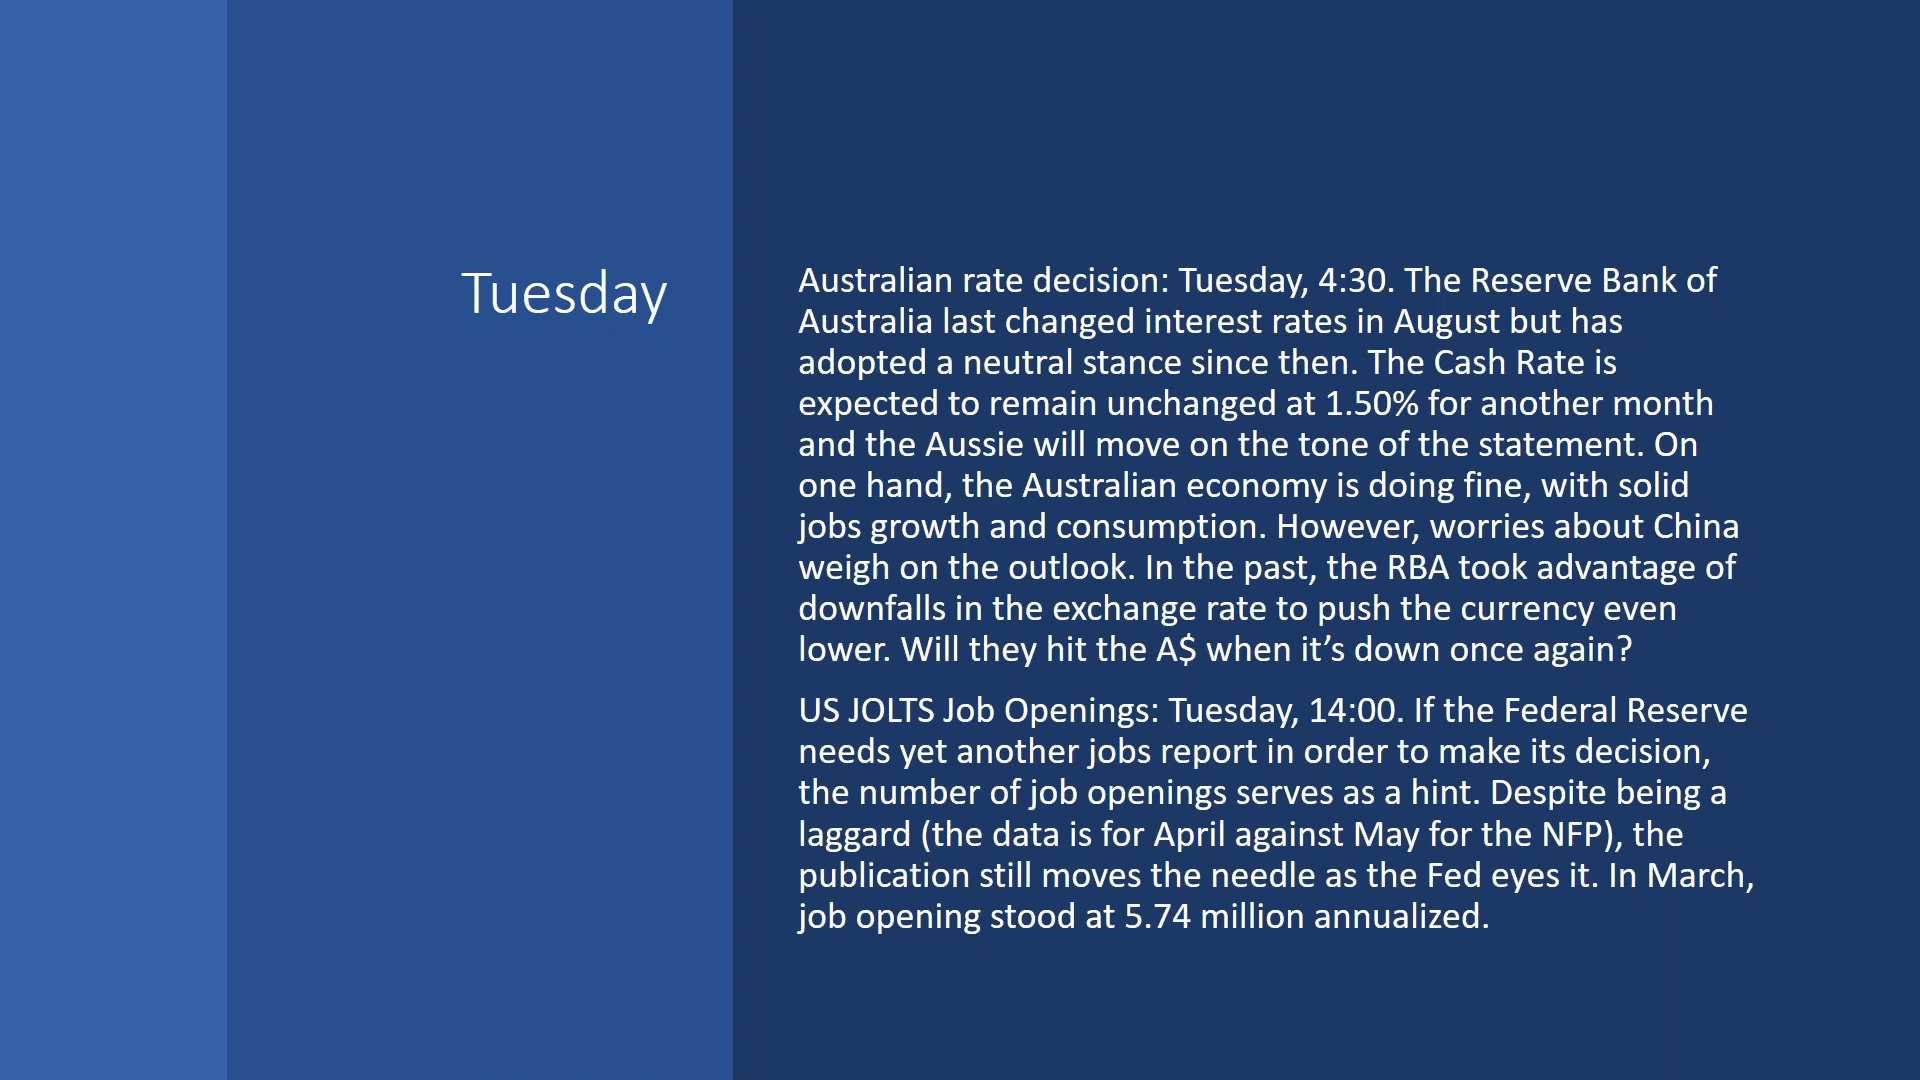 Tuesday
Australian rate decision: Tuesday, 4:30. The Reserve Bank of
Australia last changed interest rates in August but has
adopted a neutral stance since then. The Cash Rate is
expected to remain unchanged at 1.50% for another month
and the Aussie will move on the tone of the statement. On
one hand, the Australian economy is doing fine, with solid
jobs growth and consumption. However, worries about China
weigh on the outlook. In the past, the RBA took advantage of
downfalls in the exchange rate to push the currency even
lower. Will they hit the A$ when it’s down once again?
US JOLTS Job Openings: Tuesday, 14:00. If the Federal Reserve
needs yet another jobs report in order to make its decision,
the number of job openings serves as a hint. Despite being a
laggard (the data is for April against May for the NFP), the
publication still moves the needle as the Fed eyes it. In March,
job opening stood at 5.74 million annualized.